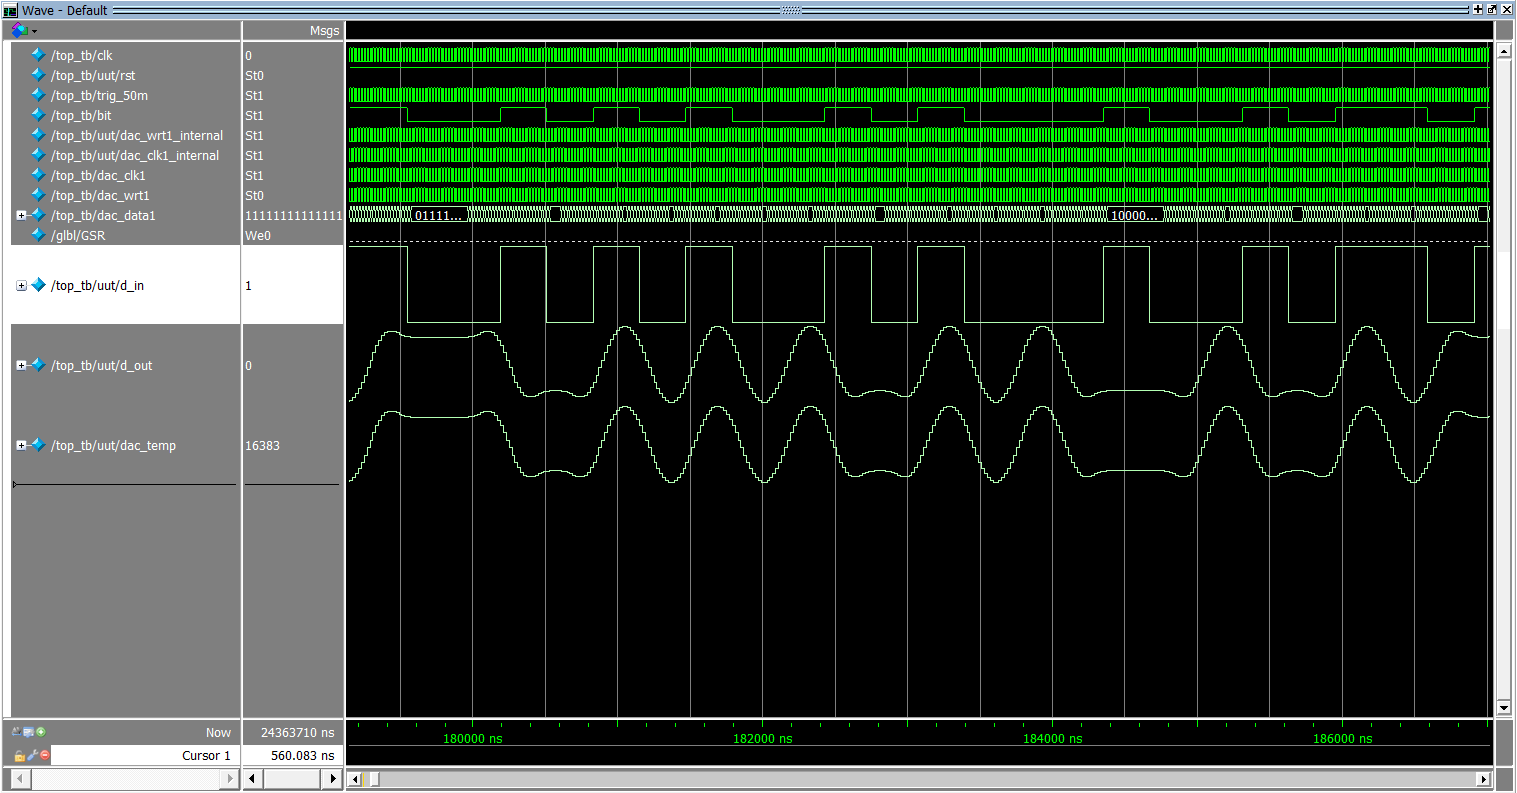 Wave - Default
Msgs
/top_tb/clk 0
/top_tb/uut/rst St0
/top_tb/trig_50m St1
/top_tb/bit St1
/top_tb/uut/dac_wrt1_internal St1
/top_tb/uut/dac_clk1_internal St1
/top_tb/dac_clk1 St1
/top_tb/dac_wrt1 St0
/top_tb/dac_data1 11111111111111 01111... 10000...
/glbl/GSR We0
/top_tb/uut/d_in 1
/top_tb/uut/d_out 0
/top_tb/uut/dac_temp 16383
Now 24363710 ns
180000 ns 182000 ns 184000 ns 186000 ns
Cursor 1 560.083 ns